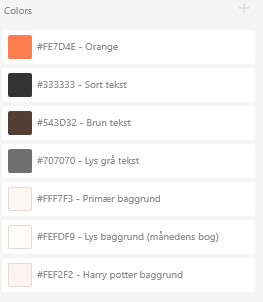 Colors
#FE7D4E - Orange
#333333 - Sort tekst
#543D32 - Brun tekst
#707070 - Lys grå tekst
#FFF7F3 - Primær baggrund
#FEFDF9 - Lys baggrund (månedens bog)
#FEF2F2 - Harry potter baggrund